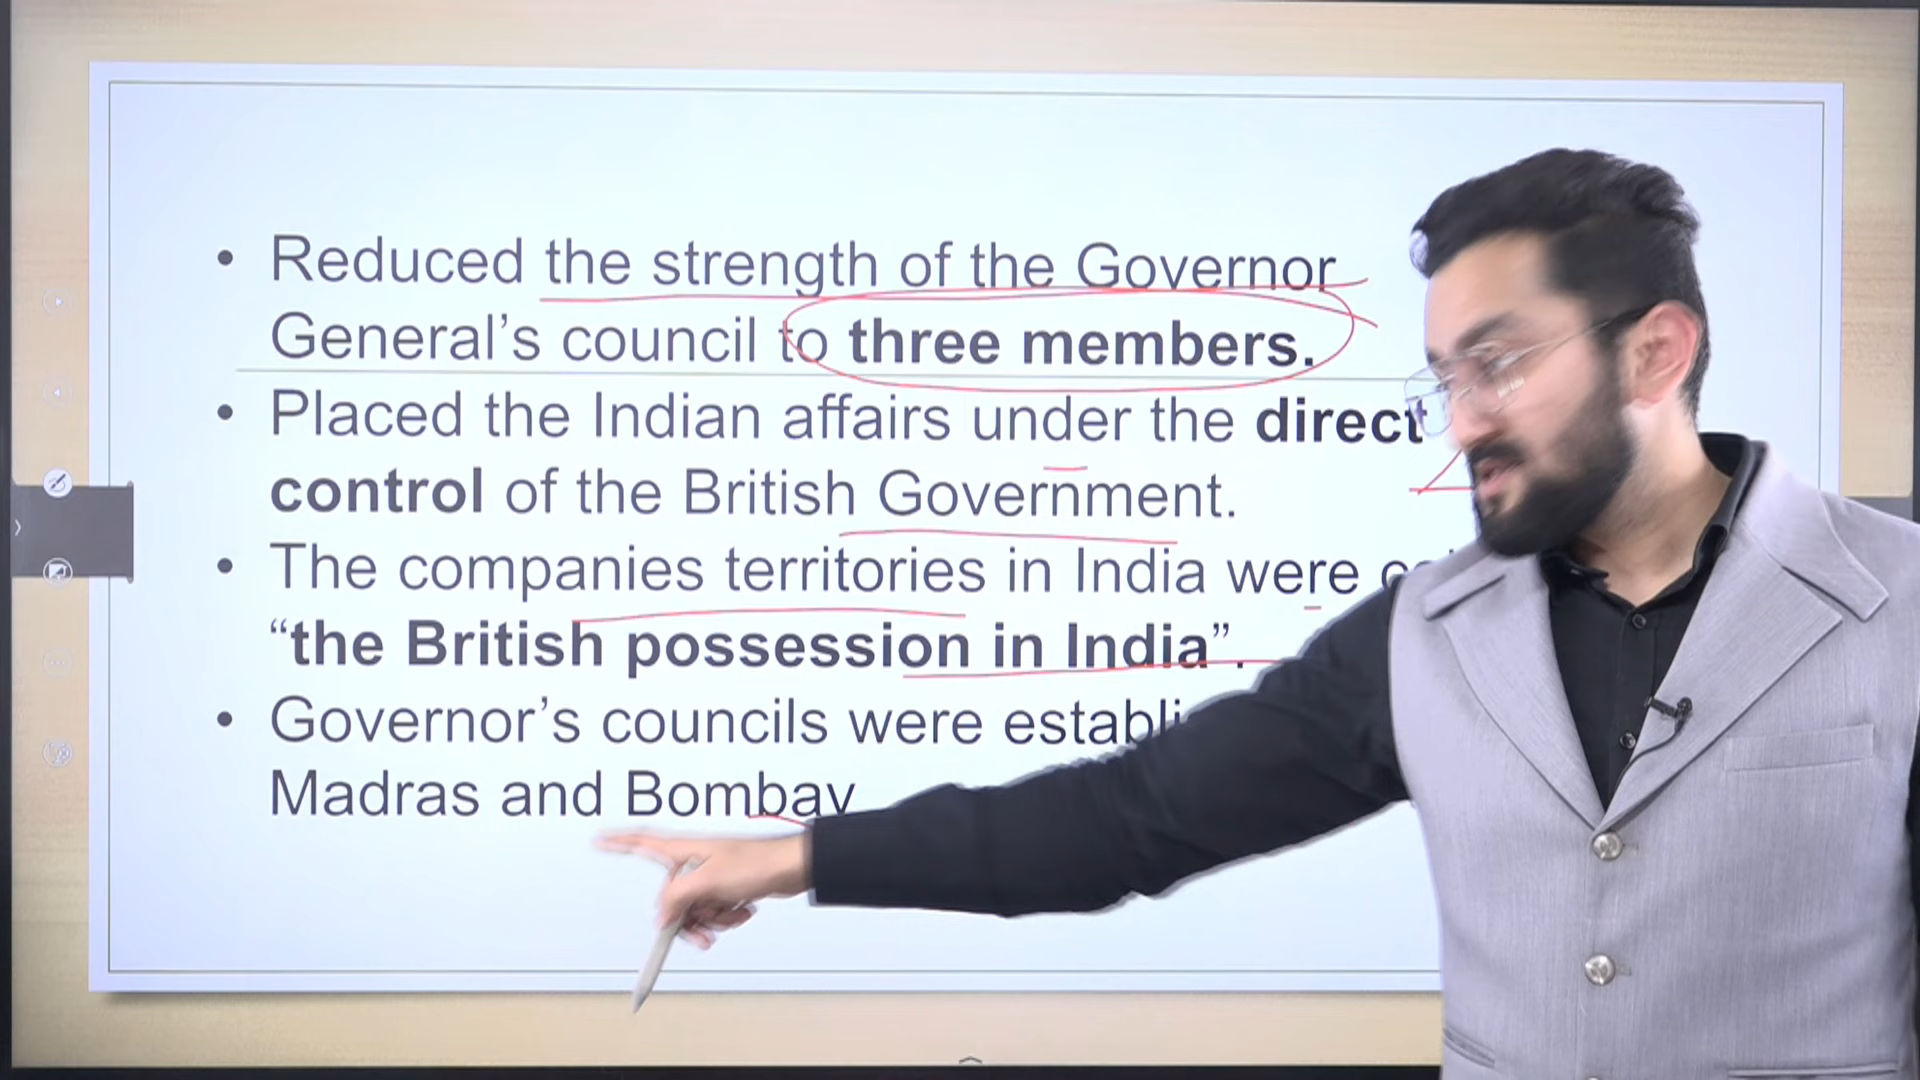 • Reduced the strength of the Governor
General’s council to three members.
• Placed the Indian affairs under the direct
control of the British Government.
• The companies territories in India were
“the British possession in India”.
• Governor’s councils were
Madras and Bombay